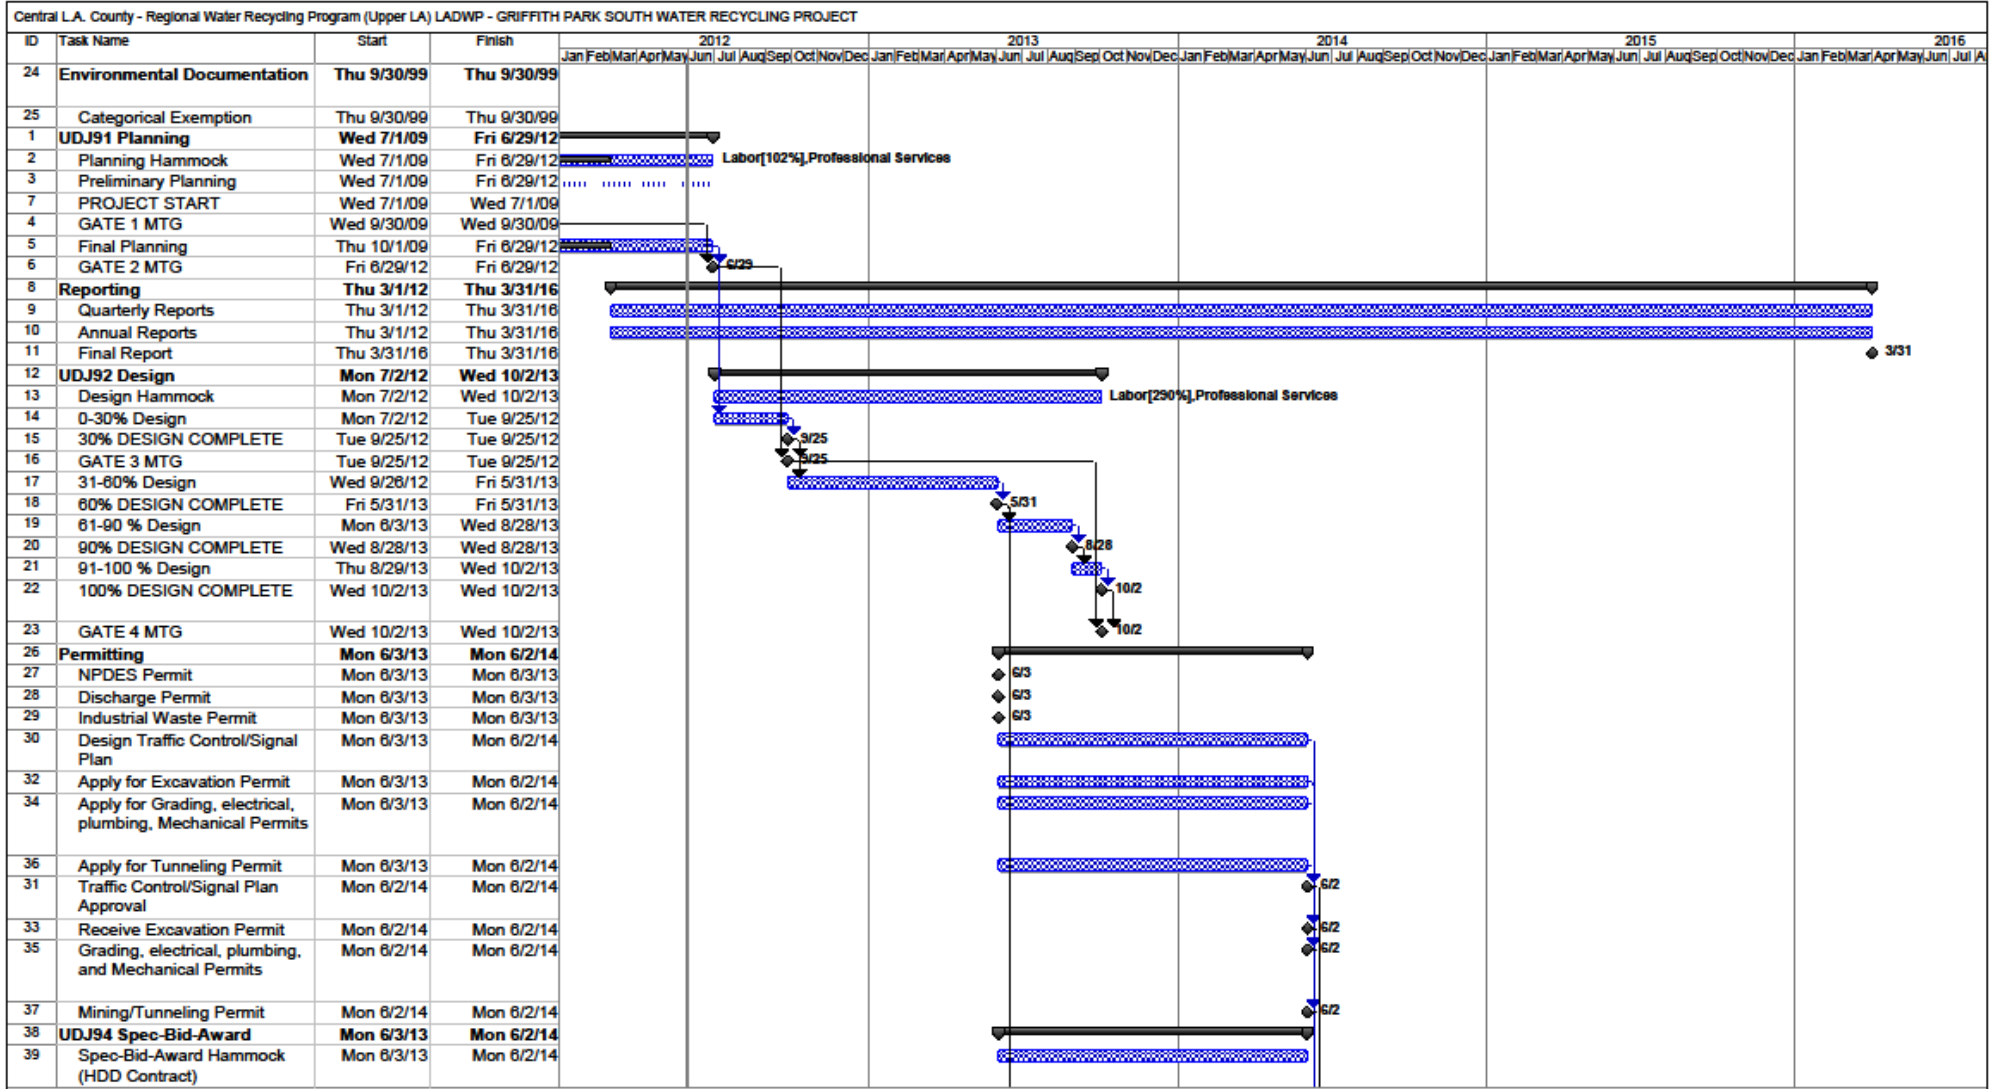 Central L.A. County - Regional Water Recycling Program (Upper LA) LADWP - GRIFFITH PARK SOUTH WATER RECYCLING PROJECT
ID Task Name Start Finish 2012 2013 2014 2015 2016
Jan Feb Mar Apr May Jun Jul Aug Sep Oct Nov Dec Jan Feb Mar Apr May Jun Jul Aug Sep Oct Nov Dec Jan Feb Mar Apr May Jun Jul Aug Sep Oct Nov Dec Jan Feb Mar Apr May Jun Jul Aug Sep Oct Nov Dec Jan Feb Mar Apr May Jun Jul A
24 Environmental Documentation Thu 9/30/99 Thu 9/30/99
25 Categorical Exemption Thu 9/30/99 Thu 9/30/99
1 UDJ91 Planning Wed 7/1/09 Fri 6/29/12
2 Planning Hammock Wed 7/1/09 Fri 6/29/12 Labor[102%],Professional Services
3 Preliminary Planning Wed 7/1/09 Fri 6/29/12
7 PROJECT START Wed 7/1/09 Wed 7/1/09
4 GATE 1 MTG Wed 9/30/09 Wed 9/30/09
5 Final Planning Thu 10/1/09 Fri 6/29/12
6 GATE 2 MTG Fri 6/29/12 Fri 6/29/12 6/29
8 Reporting Thu 3/1/12 Thu 3/31/16
9 Quarterly Reports Thu 3/1/12 Thu 3/31/16
10 Annual Reports Thu 3/1/12 Thu 3/31/16
11 Final Report Thu 3/31/16 Thu 3/31/16 3/31
12 UDJ92 Design Mon 7/2/12 Wed 10/2/13
13 Design Hammock Mon 7/2/12 Wed 10/2/13 Labor[290%],Professional Services
14 0-30% Design Mon 7/2/12 Tue 9/25/12
15 30% DESIGN COMPLETE Tue 9/25/12 Tue 9/25/12 9/25
16 GATE 3 MTG Tue 9/25/12 Tue 9/25/12 9/25
17 31-60% Design Wed 9/26/12 Fri 5/31/13
18 60% DESIGN COMPLETE Fri 5/31/13 Fri 5/31/13 5/31
19 61-90 % Design Mon 6/3/13 Wed 8/28/13
20 90% DESIGN COMPLETE Wed 8/28/13 Wed 8/28/13 8/28
21 91-100 % Design Thu 8/29/13 Wed 10/2/13
22 100% DESIGN COMPLETE Wed 10/2/13 Wed 10/2/13 10/2
23 GATE 4 MTG Wed 10/2/13 Wed 10/2/13 10/2
26 Permitting Mon 6/3/13 Mon 6/2/14
27 NPDES Permit Mon 6/3/13 Mon 6/3/13 6/3
28 Discharge Permit Mon 6/3/13 Mon 6/3/13 6/3
29 Industrial Waste Permit Mon 6/3/13 Mon 6/3/13 6/3
30 Design Traffic Control/Signal Mon 6/3/13 Mon 6/2/14
Plan
32 Apply for Excavation Permit Mon 6/3/13 Mon 6/2/14
34 Apply for Grading, electrical, Mon 6/3/13 Mon 6/2/14
plumbing, Mechanical Permits
36 Apply for Tunneling Permit Mon 6/3/13 Mon 6/2/14
31 Traffic Control/Signal Plan Mon 6/2/14 Mon 6/2/14 6/2
Approval
33 Receive Excavation Permit Mon 6/2/14 Mon 6/2/14 6/2
35 Grading, electrical, plumbing, Mon 6/2/14 Mon 6/2/14 6/2
and Mechanical Permits
37 Mining/Tunneling Permit Mon 6/2/14 Mon 6/2/14 6/2
38 UDJ94 Spec-Bid-Award Mon 6/3/13 Mon 6/2/14
39 Spec-Bid-Award Hammock Mon 6/3/13 Mon 6/2/14
(HDD Contract)